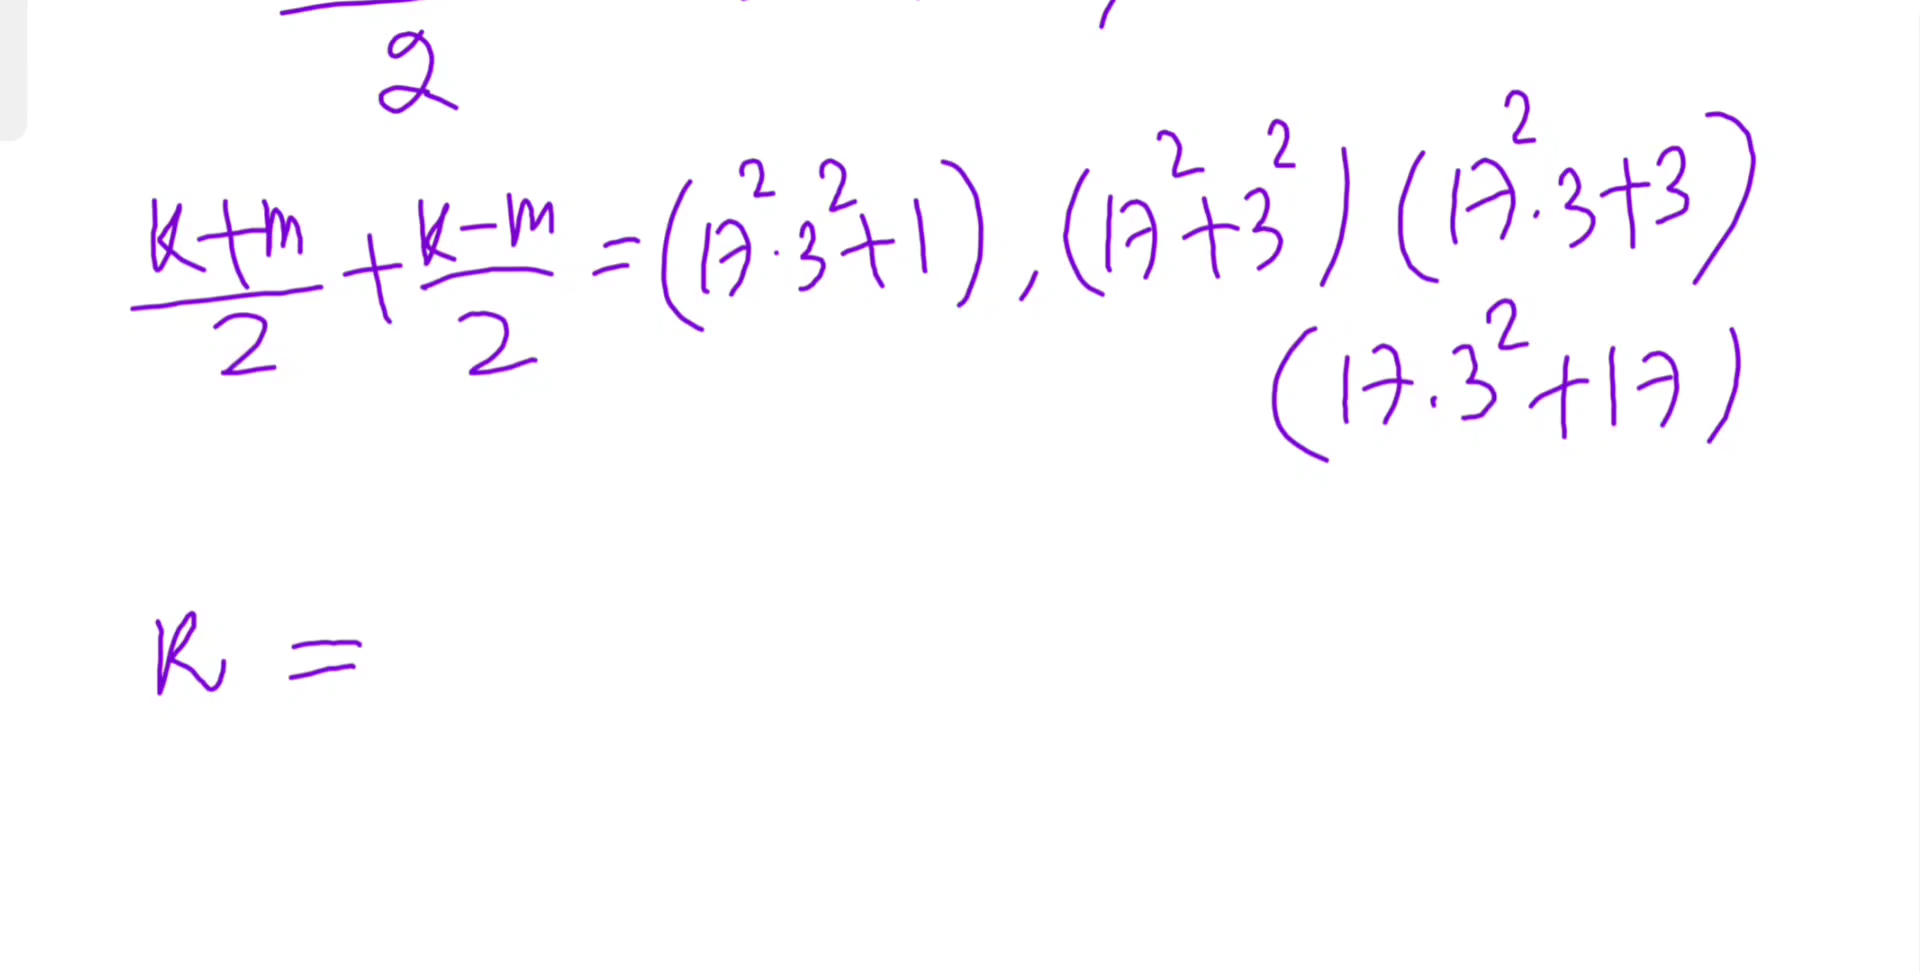 2
(k+m)/2 + (k-m)/2 = (17²·3²+1), (17²+3²) (17²·3+3)
(17·3²+17)
k =